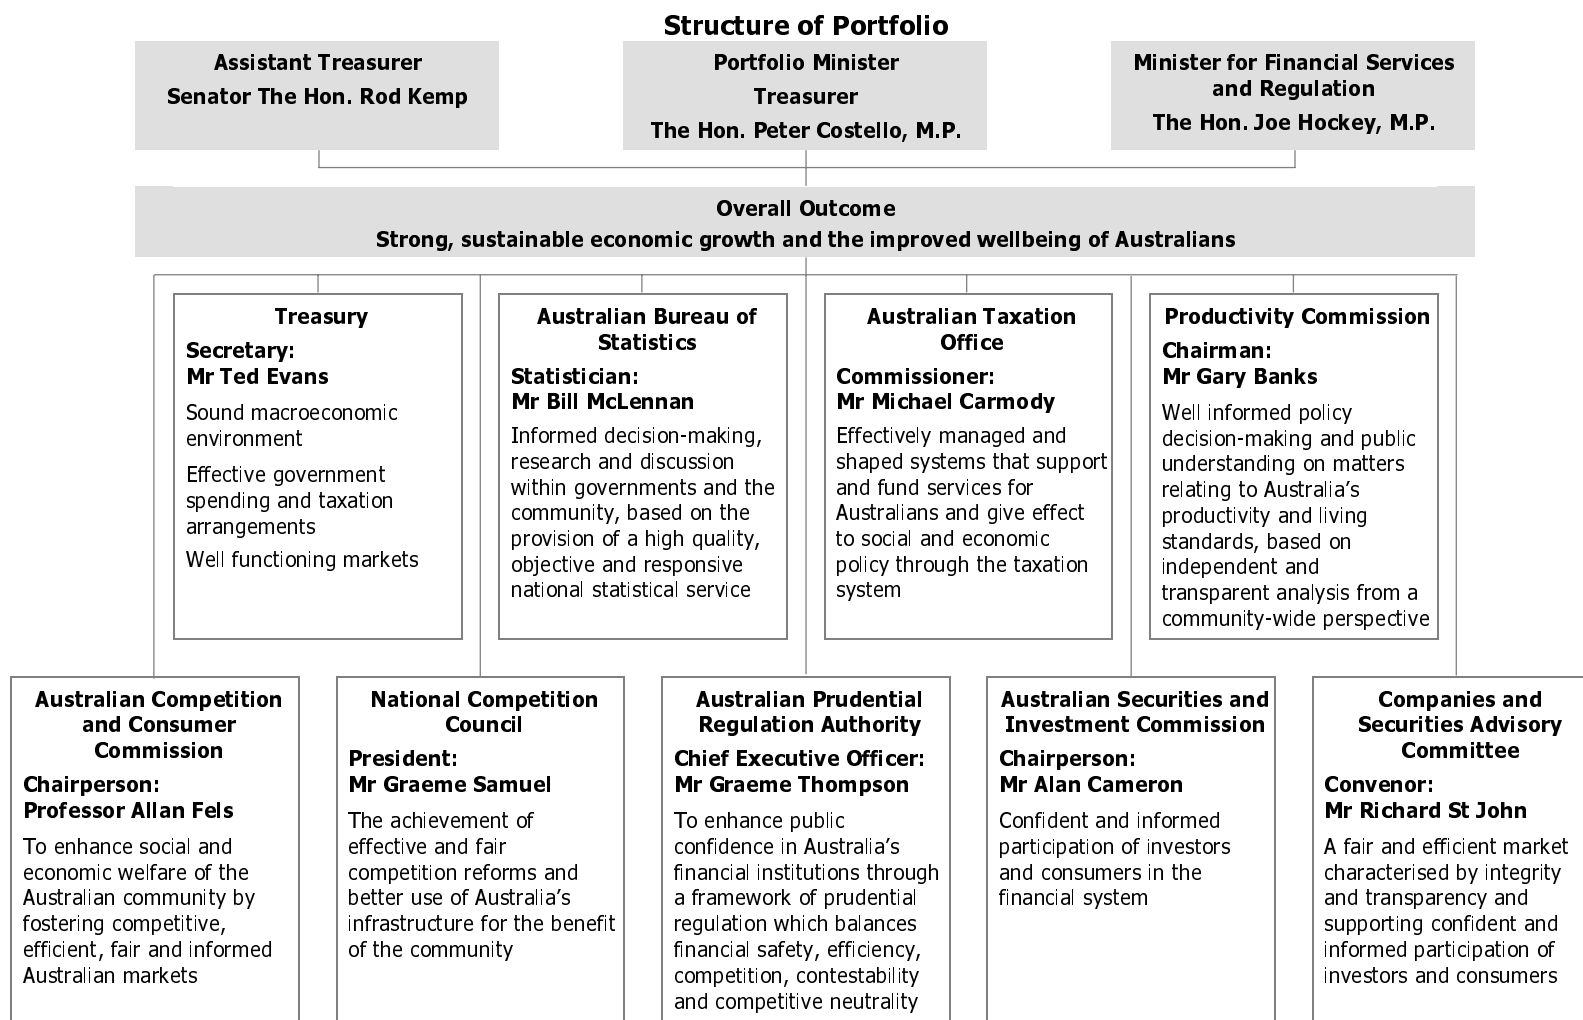 Structure of Portfolio
Assistant Treasurer
Senator The Hon. Rod Kemp
Portfolio Minister
Treasurer
The Hon. Peter Costello, M.P.
Minister for Financial Services
and Regulation
The Hon. Joe Hockey, M.P.
Overall Outcome
Strong, sustainable economic growth and the improved wellbeing of Australians
Treasury
Secretary:
Mr Ted Evans
Sound macroeconomic
environment
Effective government
spending and taxation
arrangements
Well functioning markets
Australian Bureau of
Statistics
Statistician:
Mr Bill McLennan
Informed decision-making,
research and discussion
within governments and the
community, based on the
provision of a high quality,
objective and responsive
national statistical service
Australian Taxation
Office
Commissioner:
Mr Michael Carmody
Effectively managed and
shaped systems that support
and fund services for
Australians and give effect
to social and economic
policy through the taxation
system
Productivity Commission
Chairman:
Mr Gary Banks
Well informed policy
decision-making and public
understanding on matters
relating to Australia’s
productivity and living
standards, based on
independent and
transparent analysis from a
community-wide perspective
Australian Competition
and Consumer
Commission
Chairperson:
Professor Allan Fels
To enhance social and
economic welfare of the
Australian community by
fostering competitive,
efficient, fair and informed
Australian markets
National Competition
Council
President:
Mr Graeme Samuel
The achievement of
effective and fair
competition reforms and
better use of Australia’s
infrastructure for the benefit
of the community
Australian Prudential
Regulation Authority
Chief Executive Officer:
Mr Graeme Thompson
To enhance public
confidence in Australia’s
financial institutions through
a framework of prudential
regulation which balances
financial safety, efficiency,
competition, contestability
and competitive neutrality
Australian Securities and
Investment Commission
Chairperson:
Mr Alan Cameron
Confident and informed
participation of investors
and consumers in the
financial system
Companies and
Securities Advisory
Committee
Convenor:
Mr Richard St John
A fair and efficient market
characterised by integrity
and transparency and
supporting confident and
informed participation of
investors and consumers